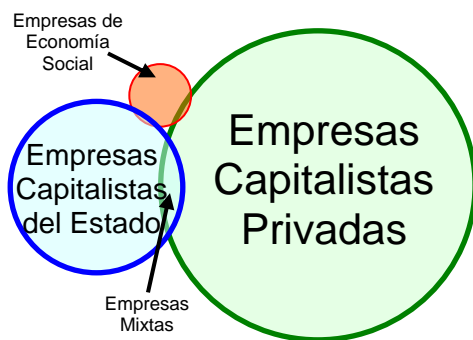 Empresas de
Economía
Social
Empresas
Capitalistas
Privadas
Empresas
Capitalistas
del Estado
Empresas
Mixtas